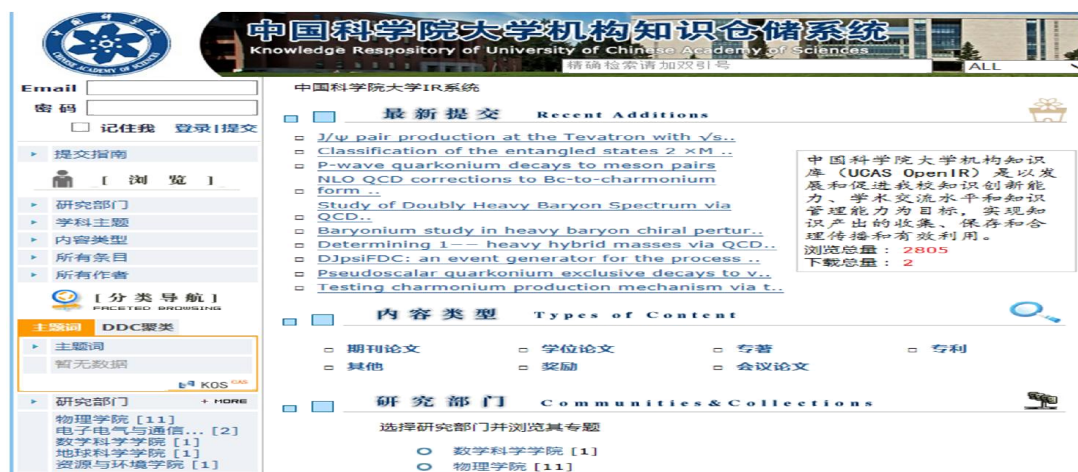 中国科学院大学机构知识仓储系统
Knowledge Respository of University of Chinese Academy of Sciences
CHINESE ACADEMY OF SCIENCES
精确检索请加双引号
ALL
Email
密码
记住我 登录|提交
提交指南
[ 浏 览 ]
研究部门
学科主题
内容类型
所有条目
所有作者
[分类导航]
FACETED BROWSING
主题词 DDC聚类
主题词
暂无数据
KOS CAS
研究部门 + MORE
物理学院 [11]
电子电气与通信... [2]
数学科学学院 [1]
地球科学学院 [1]
资源与环境学院 [1]
中国科学院大学IR系统
最新提交 Recent Additions
J/ψ pair production at the Tevatron with √s..
Classification of the entangled states 2 ×M ..
P-wave quarkonium decays to meson pairs
NLO QCD corrections to Bc-to-charmonium
form ..
Study of Doubly Heavy Baryon Spectrum via
QCD..
Baryonium study in heavy baryon chiral pertur..
Determining 1−− heavy hybrid masses via QCD..
DJpsiFDC: an event generator for the process ..
Pseudoscalar quarkonium exclusive decays to v..
Testing charmonium production mechanism via t..
中国科学院大学机构知识
库（UCAS OpenIR）是以发
展和促进我校知识创新能
力、学术交流水平和知识
管理能力为目标，实现知
识产出的收集、保存和合
理传播和有效利用。
浏览总量： 2805
下载总量： 2
内容类型 Types of Content
期刊论文 学位论文 专著 专利
其他 奖励 会议论文
研究部门 Communities&Collections
选择研究部门并浏览其专题
数学科学学院 [1]
物理学院 [11]